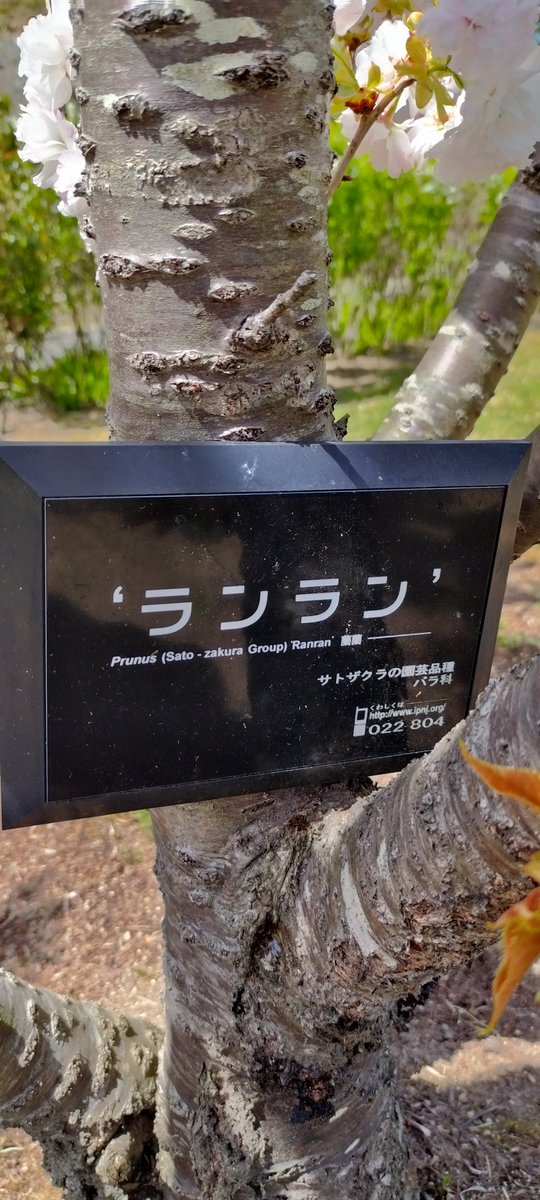 ‘ランラン’
Prunus (Sato-zakura Group) 'Ranran' 蘭蘭
サトザクラの園芸品種
バラ科
くわしくは
http://www.ipnj.org/
022 804